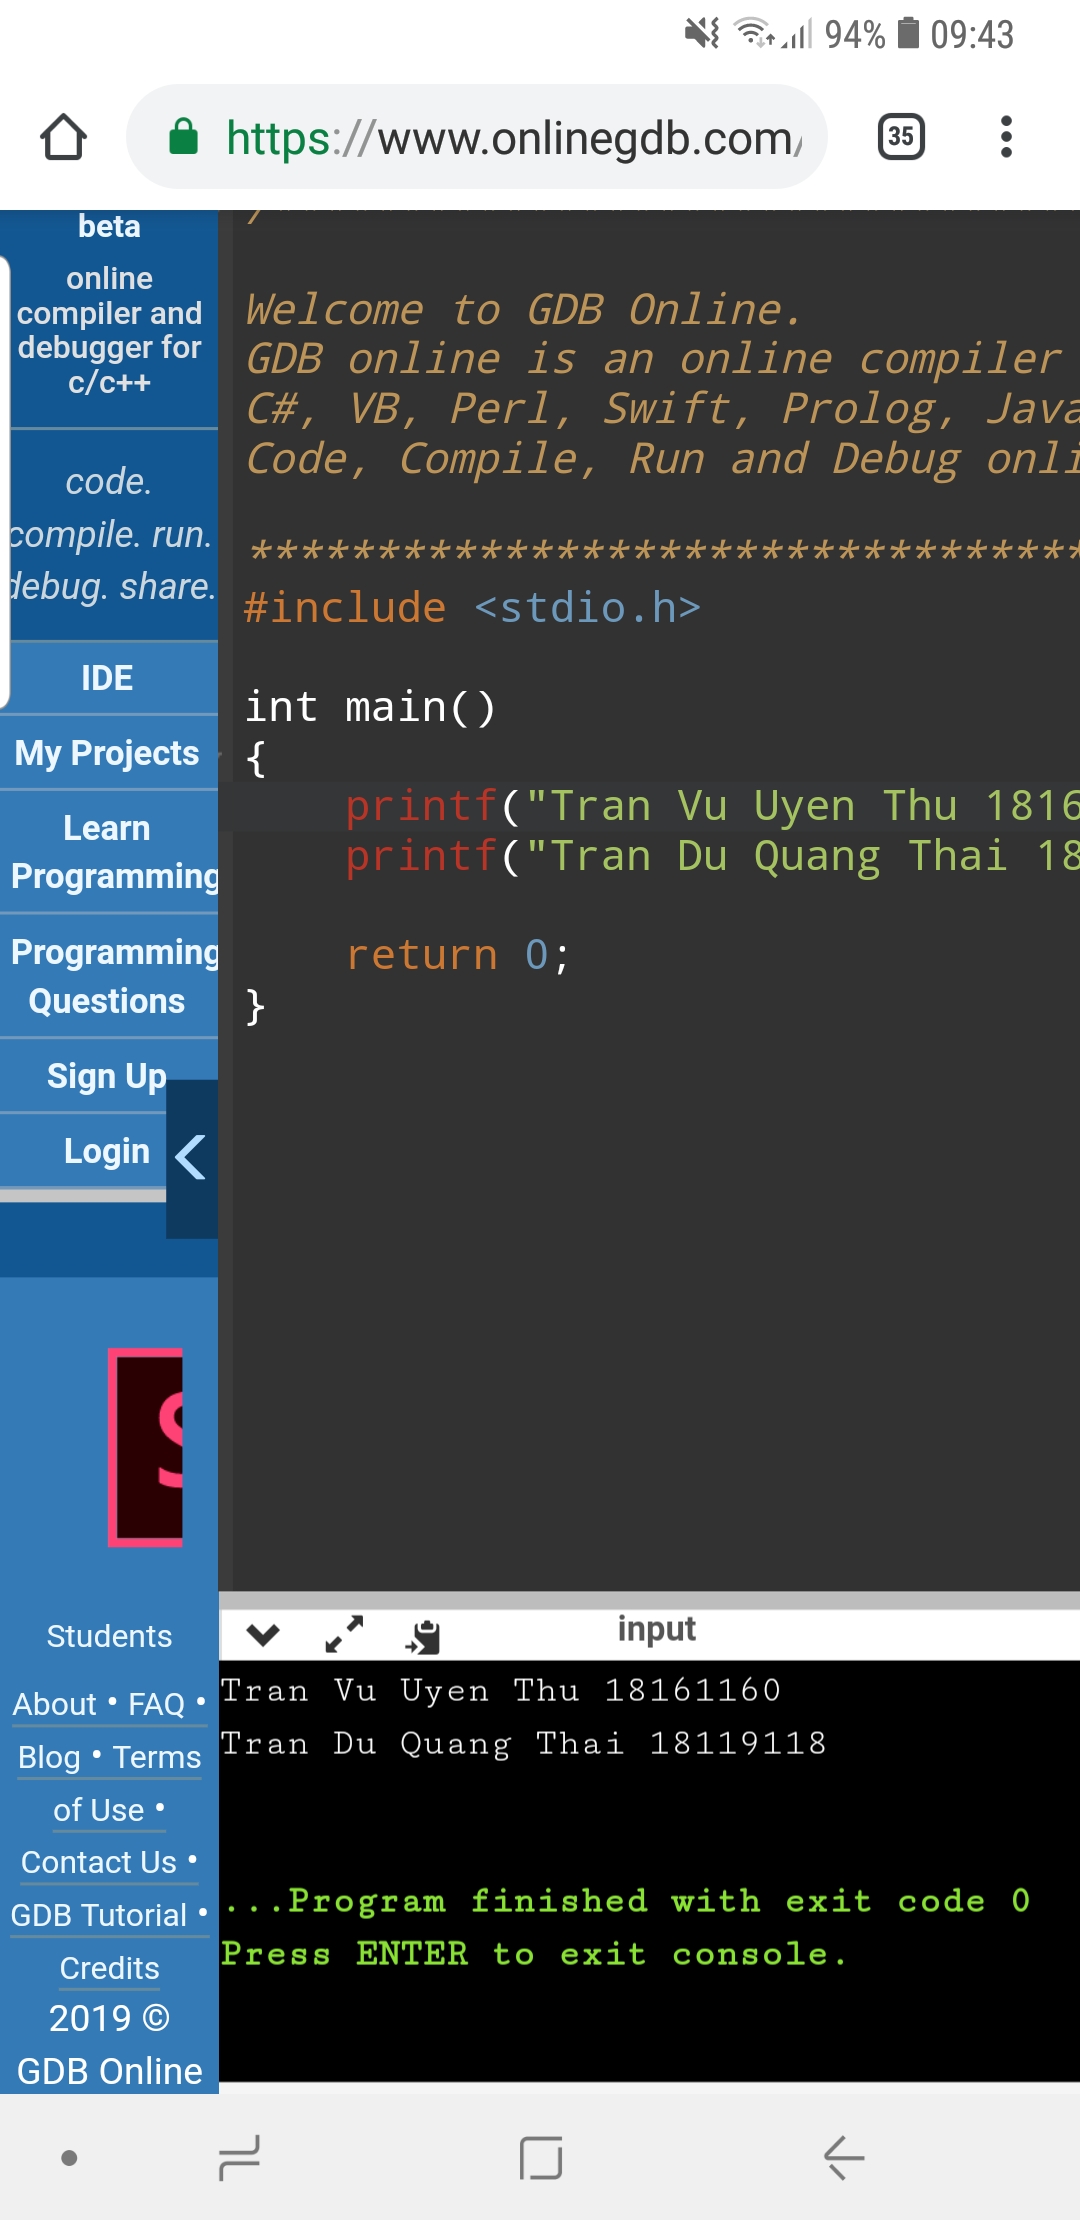 94% 09:43
https://www.onlinegdb.com/
35
beta
online
compiler and
debugger for
c/c++
code.
compile. run.
debug. share.
IDE
My Projects
Learn
Programming
Programming
Questions
Sign Up
Login
S
Students
About • FAQ •
Blog • Terms
of Use •
Contact Us •
GDB Tutorial •
Credits
2019 ©
GDB Online
Welcome to GDB Online.
GDB online is an online compiler
C#, VB, Perl, Swift, Prolog, Java
Code, Compile, Run and Debug onli
*********************************
#include <stdio.h>
int main()
{
printf("Tran Vu Uyen Thu 1816
printf("Tran Du Quang Thai 18
return 0;
}
input
Tran Vu Uyen Thu 18161160
Tran Du Quang Thai 18119118
...Program finished with exit code 0
Press ENTER to exit console.